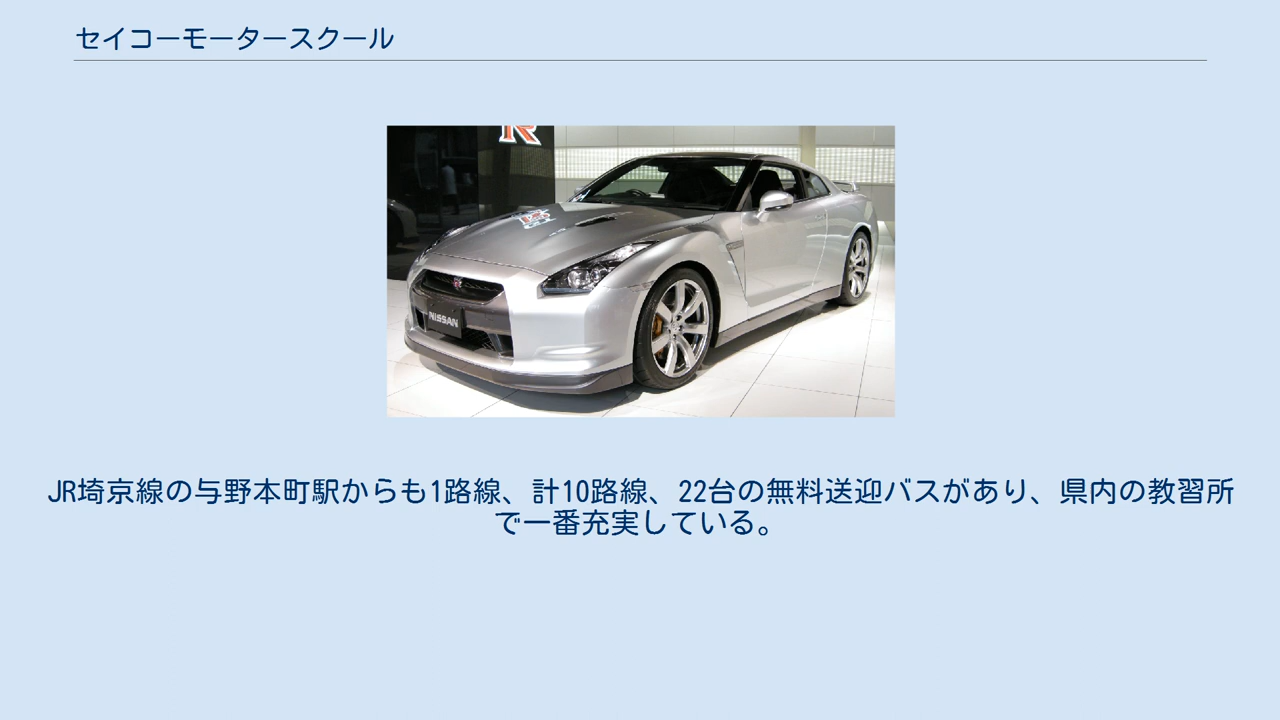 セイコーモータースクール
R
NISSAN
JR埼京線の与野本町駅からも1路線、計10路線、22台の無料送迎バスがあり、県内の教習所
で一番充実している。